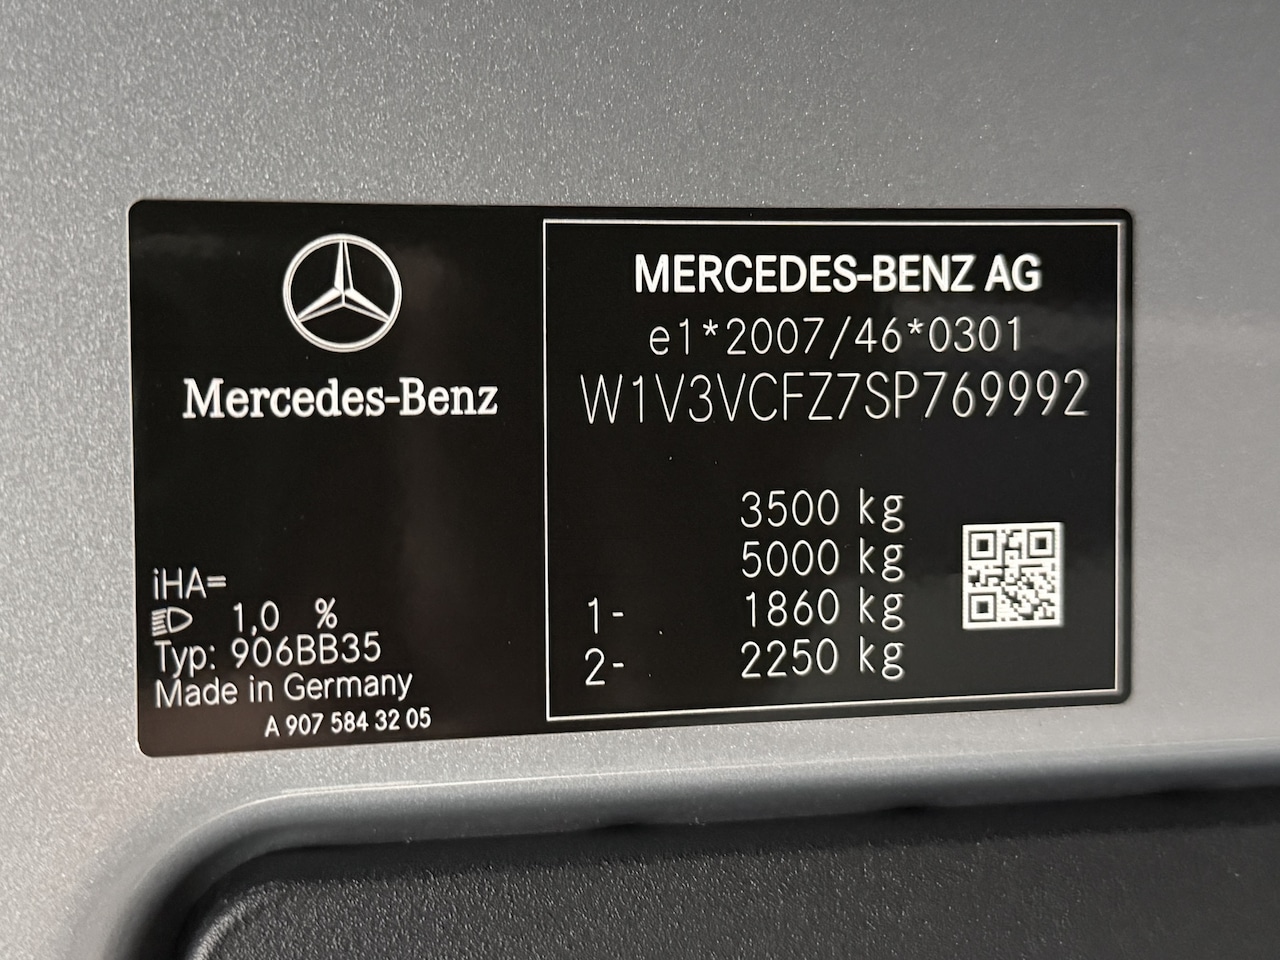 Mercedes-Benz
iHA=
1,0 %
Typ: 906BB35
Made in Germany
A 907 584 32 05
MERCEDES-BENZ AG
e1*2007/46*0301
W1V3VCFZ7SP769992
3500 kg
5000 kg
1- 1860 kg
2- 2250 kg